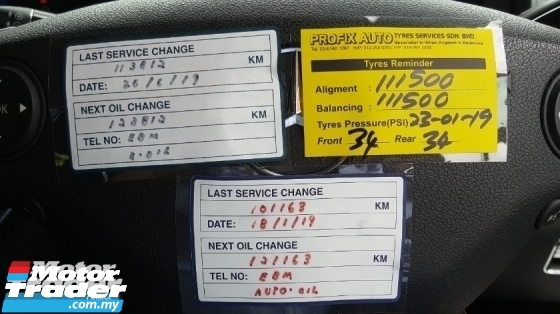 LAST SERVICE CHANGE
113812 KM
DATE: 20/6/19
NEXT OIL CHANGE
123812 KM
TEL NO: EBM
PROFIX AUTO TYRES SERVICES SDN. BHD.
Tyres Reminder
Aligment : 111500
Balancing : 111500
Tyres Pressure(PSI) 23-01-19
Front 34 Rear 34
LAST SERVICE CHANGE
101163 KM
DATE: 18/1/19
NEXT OIL CHANGE
121163 KM
TEL NO: EBM
AUTO·OIL
OK
Motor
Trader
.com.my